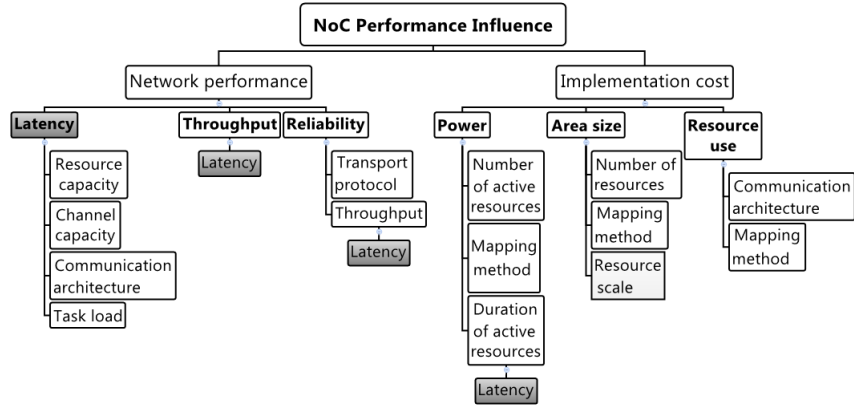 NoC Performance Influence
Network performance
Implementation cost
Latency
Throughput
Reliability
Power
Area size
Resource
use
Resource
capacity
Channel
capacity
Communication
architecture
Task load
Latency
Transport
protocol
Throughput
Latency
Number
of active
resources
Mapping
method
Duration
of active
resources
Latency
Number of
resources
Mapping
method
Resource
scale
Communication
architecture
Mapping
method